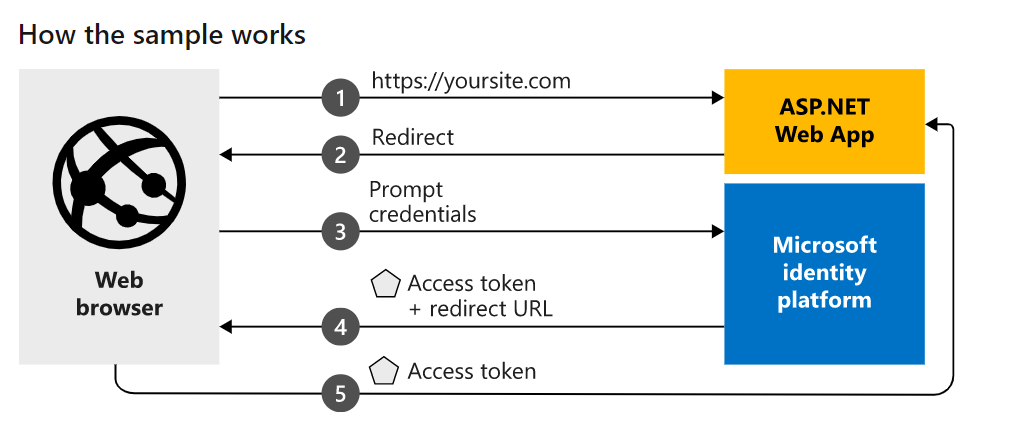 How the sample works
Web
browser
1
https://yoursite.com
2
Redirect
3
Prompt
credentials
4
Access token
+ redirect URL
5
Access token
ASP.NET
Web App
Microsoft
identity
platform